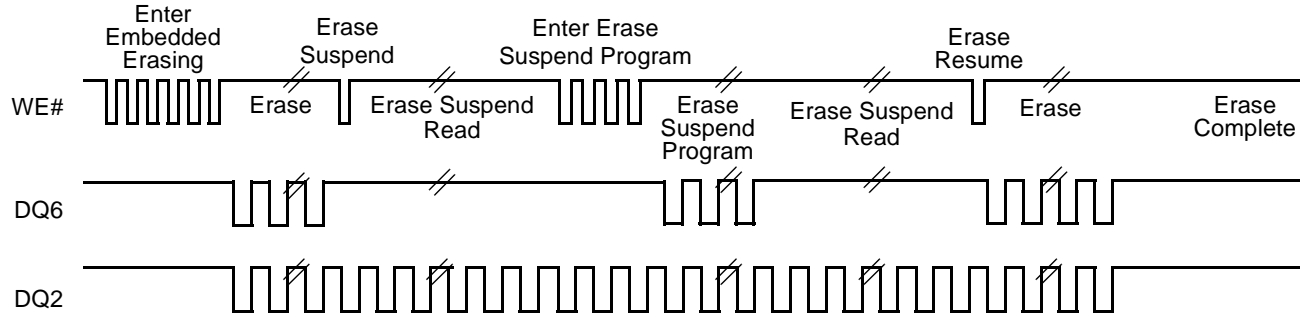 Enter
Embedded
Erasing
Erase
Suspend
Enter Erase
Suspend Program
Erase
Resume
WE#
Erase
Erase Suspend
Read
Erase
Suspend
Program
Erase Suspend
Read
Erase
Erase
Complete
DQ6
DQ2